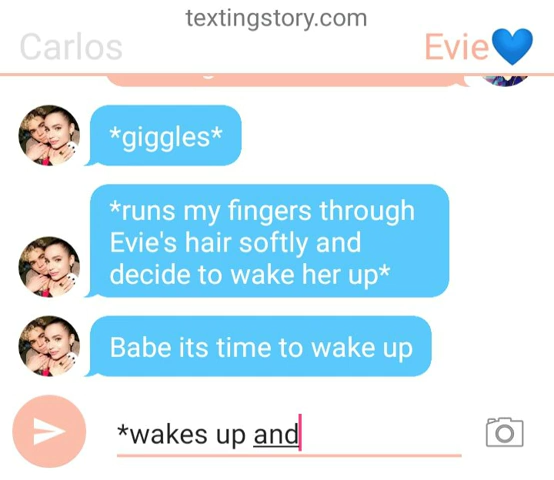 textingstory.com
Carlos
Evie💙
*giggles*
*runs my fingers through
Evie's hair softly and
decide to wake her up*
Babe its time to wake up
*wakes up and